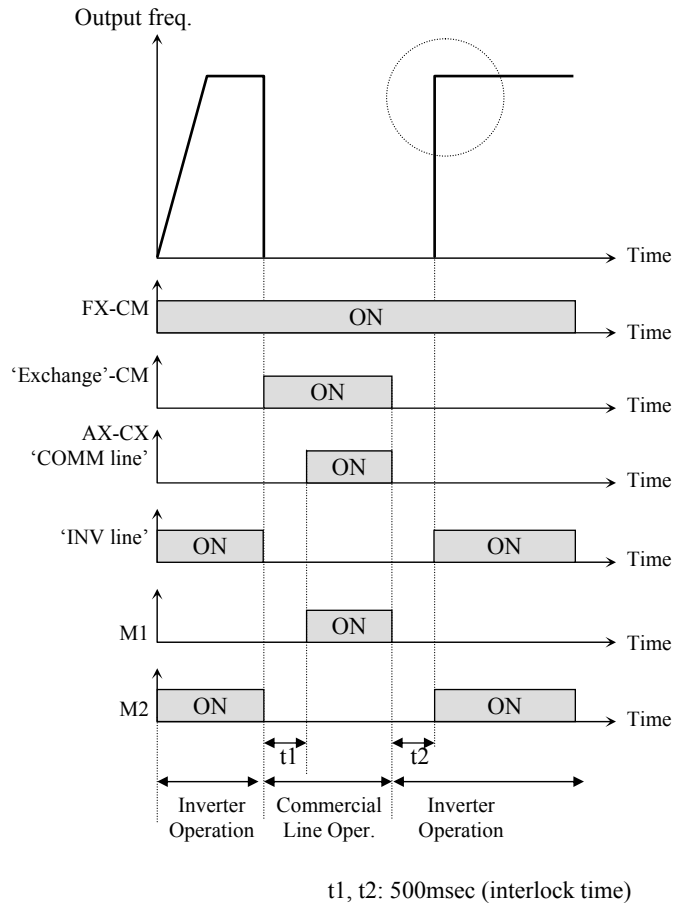 Output freq.
Time
FX-CM
ON
Time
‘Exchange’-CM
ON
Time
AX-CX
‘COMM line’
ON
Time
‘INV line’
ON
ON
Time
M1
ON
Time
M2
ON
ON
Time
t1
t2
Inverter
Operation
Commercial
Line Oper.
Inverter
Operation
t1, t2: 500msec (interlock time)